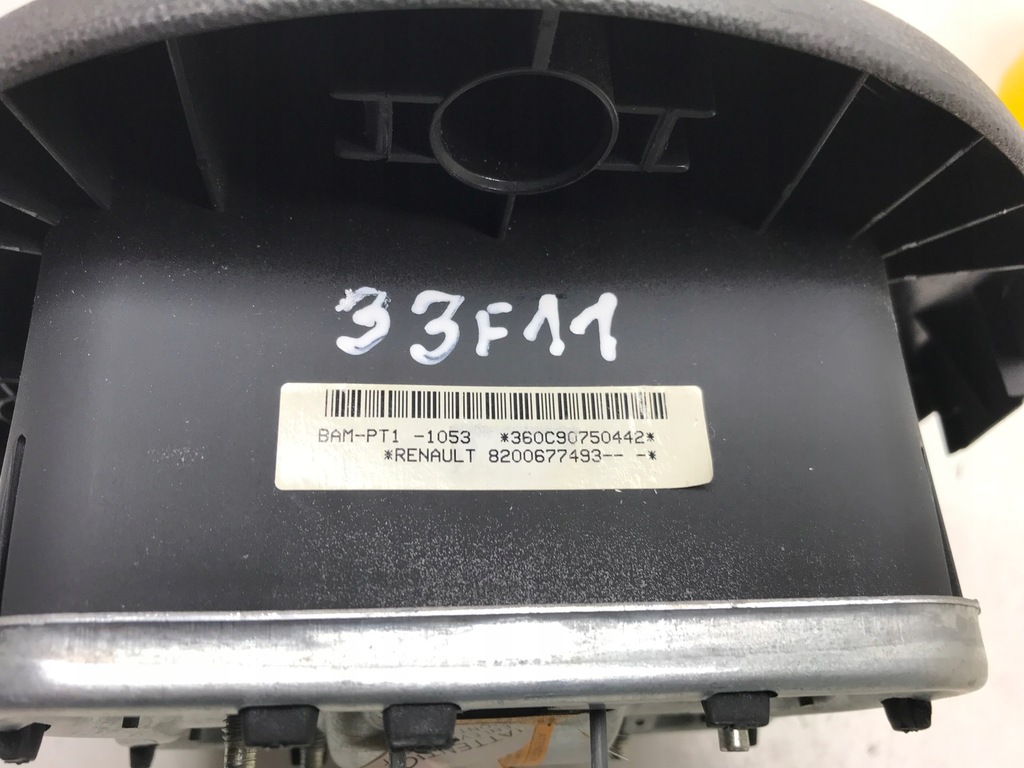 33F11
BAM-PT1 -1053 *360C90750442*
*RENAULT 8200677493-- -*